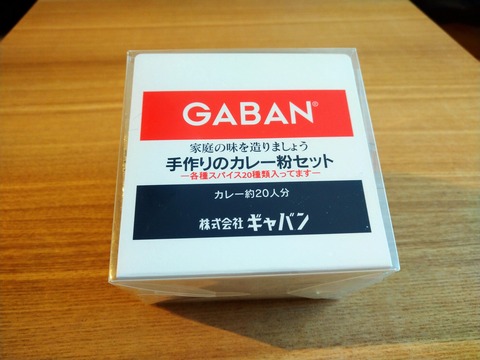 GABAN®
家庭の味を造りましょう
手作りのカレー粉セット
―各種スパイス20種類入ってます―
カレー約20人分
株式会社 ギャバン